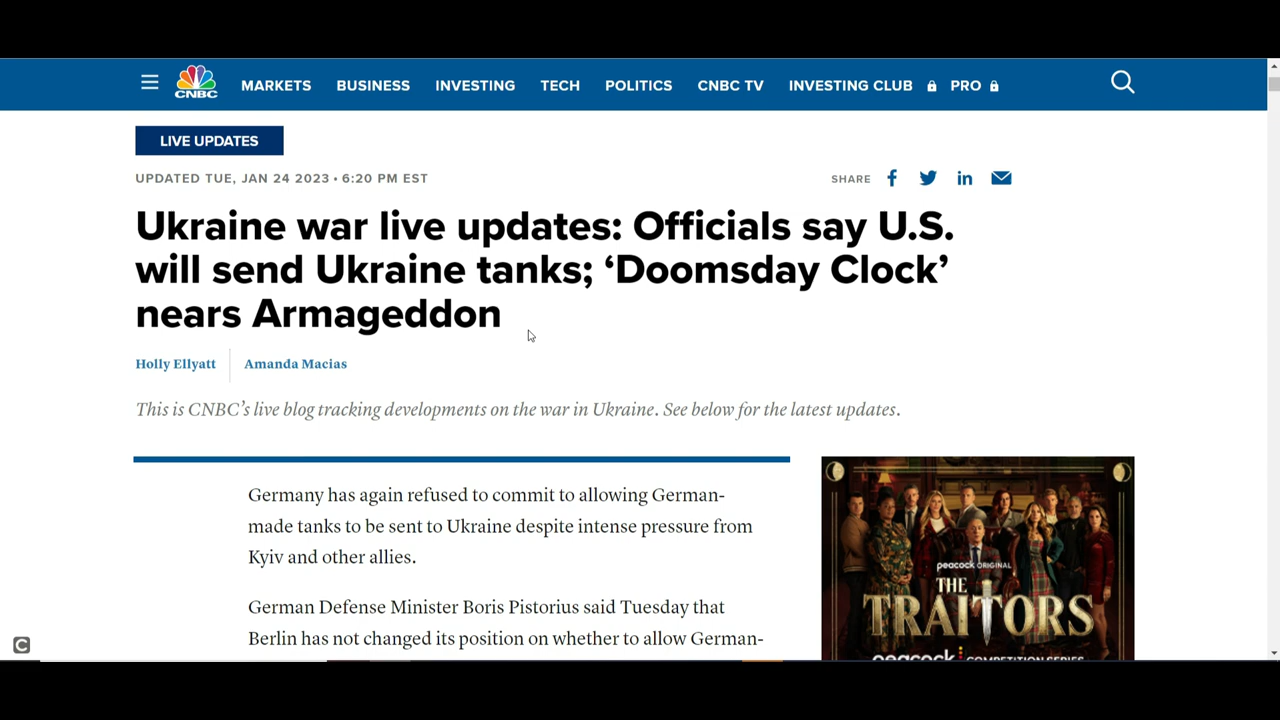 CNBC
MARKETS BUSINESS INVESTING TECH POLITICS CNBC TV INVESTING CLUB PRO
LIVE UPDATES
UPDATED TUE, JAN 24 2023 • 6:20 PM EST
SHARE
Ukraine war live updates: Officials say U.S.
will send Ukraine tanks; ‘Doomsday Clock’
nears Armageddon
Holly Ellyatt Amanda Macias
This is CNBC’s live blog tracking developments on the war in Ukraine. See below for the latest updates.
Germany has again refused to commit to allowing German-
made tanks to be sent to Ukraine despite intense pressure from
Kyiv and other allies.
German Defense Minister Boris Pistorius said Tuesday that
Berlin has not changed its position on whether to allow German-
peacock ORIGINAL
THE
TRAITORS
peacock COMPETITION SERIES
C